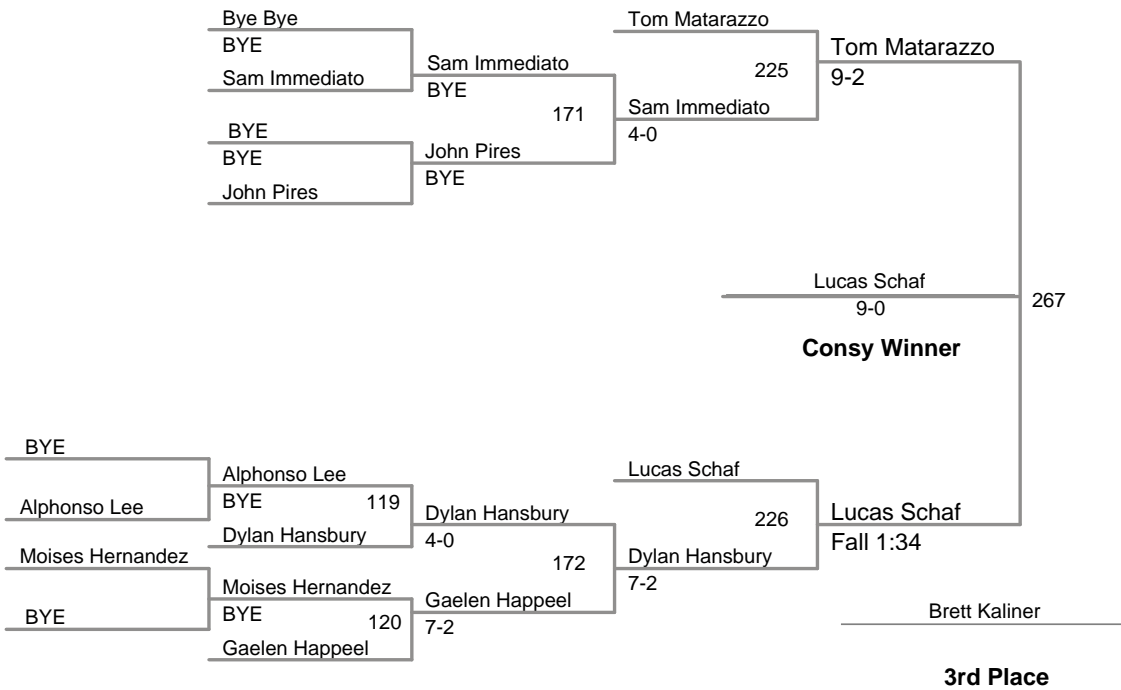 Bye Bye
BYE
Sam Immediato
Sam Immediato
BYE
171
BYE
BYE
John Pires
John Pires
BYE
Tom Matarazzo
225
Sam Immediato
4-0
Tom Matarazzo
9-2
Lucas Schaf
9-0
267
Consy Winner
BYE
Alphonso Lee
Alphonso Lee
BYE
119
Dylan Hansbury
Dylan Hansbury
4-0
172
Moises Hernandez
BYE
Moises Hernandez
BYE
120
Gaelen Happeel
Gaelen Happeel
7-2
Lucas Schaf
226
Dylan Hansbury
7-2
Lucas Schaf
Fall 1:34
Brett Kaliner
3rd Place